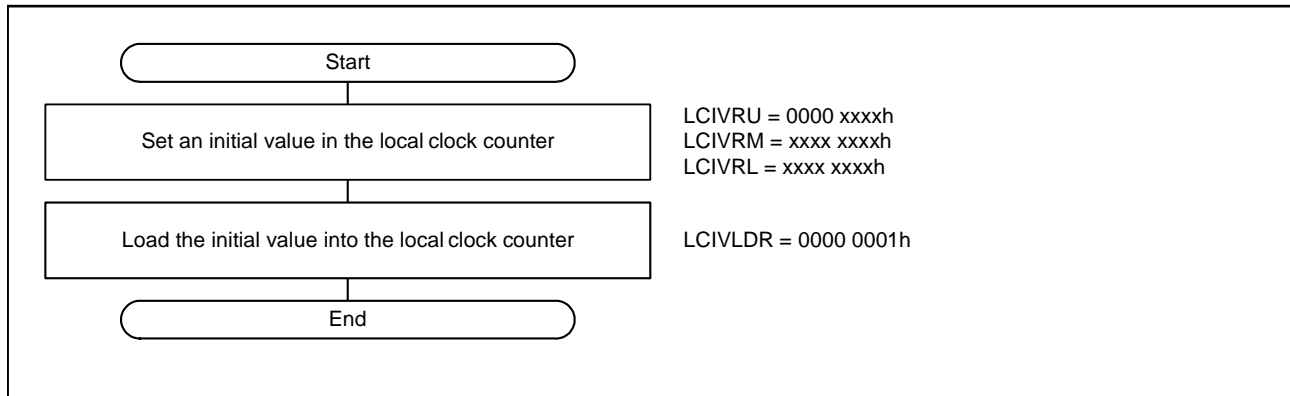 Start
Set an initial value in the local clock counter
LCIVRU = 0000 xxxxh
LCIVRM = xxxx xxxxh
LCIVRL = xxxx xxxxh
Load the initial value into the local clock counter
LCIVLDR = 0000 0001h
End